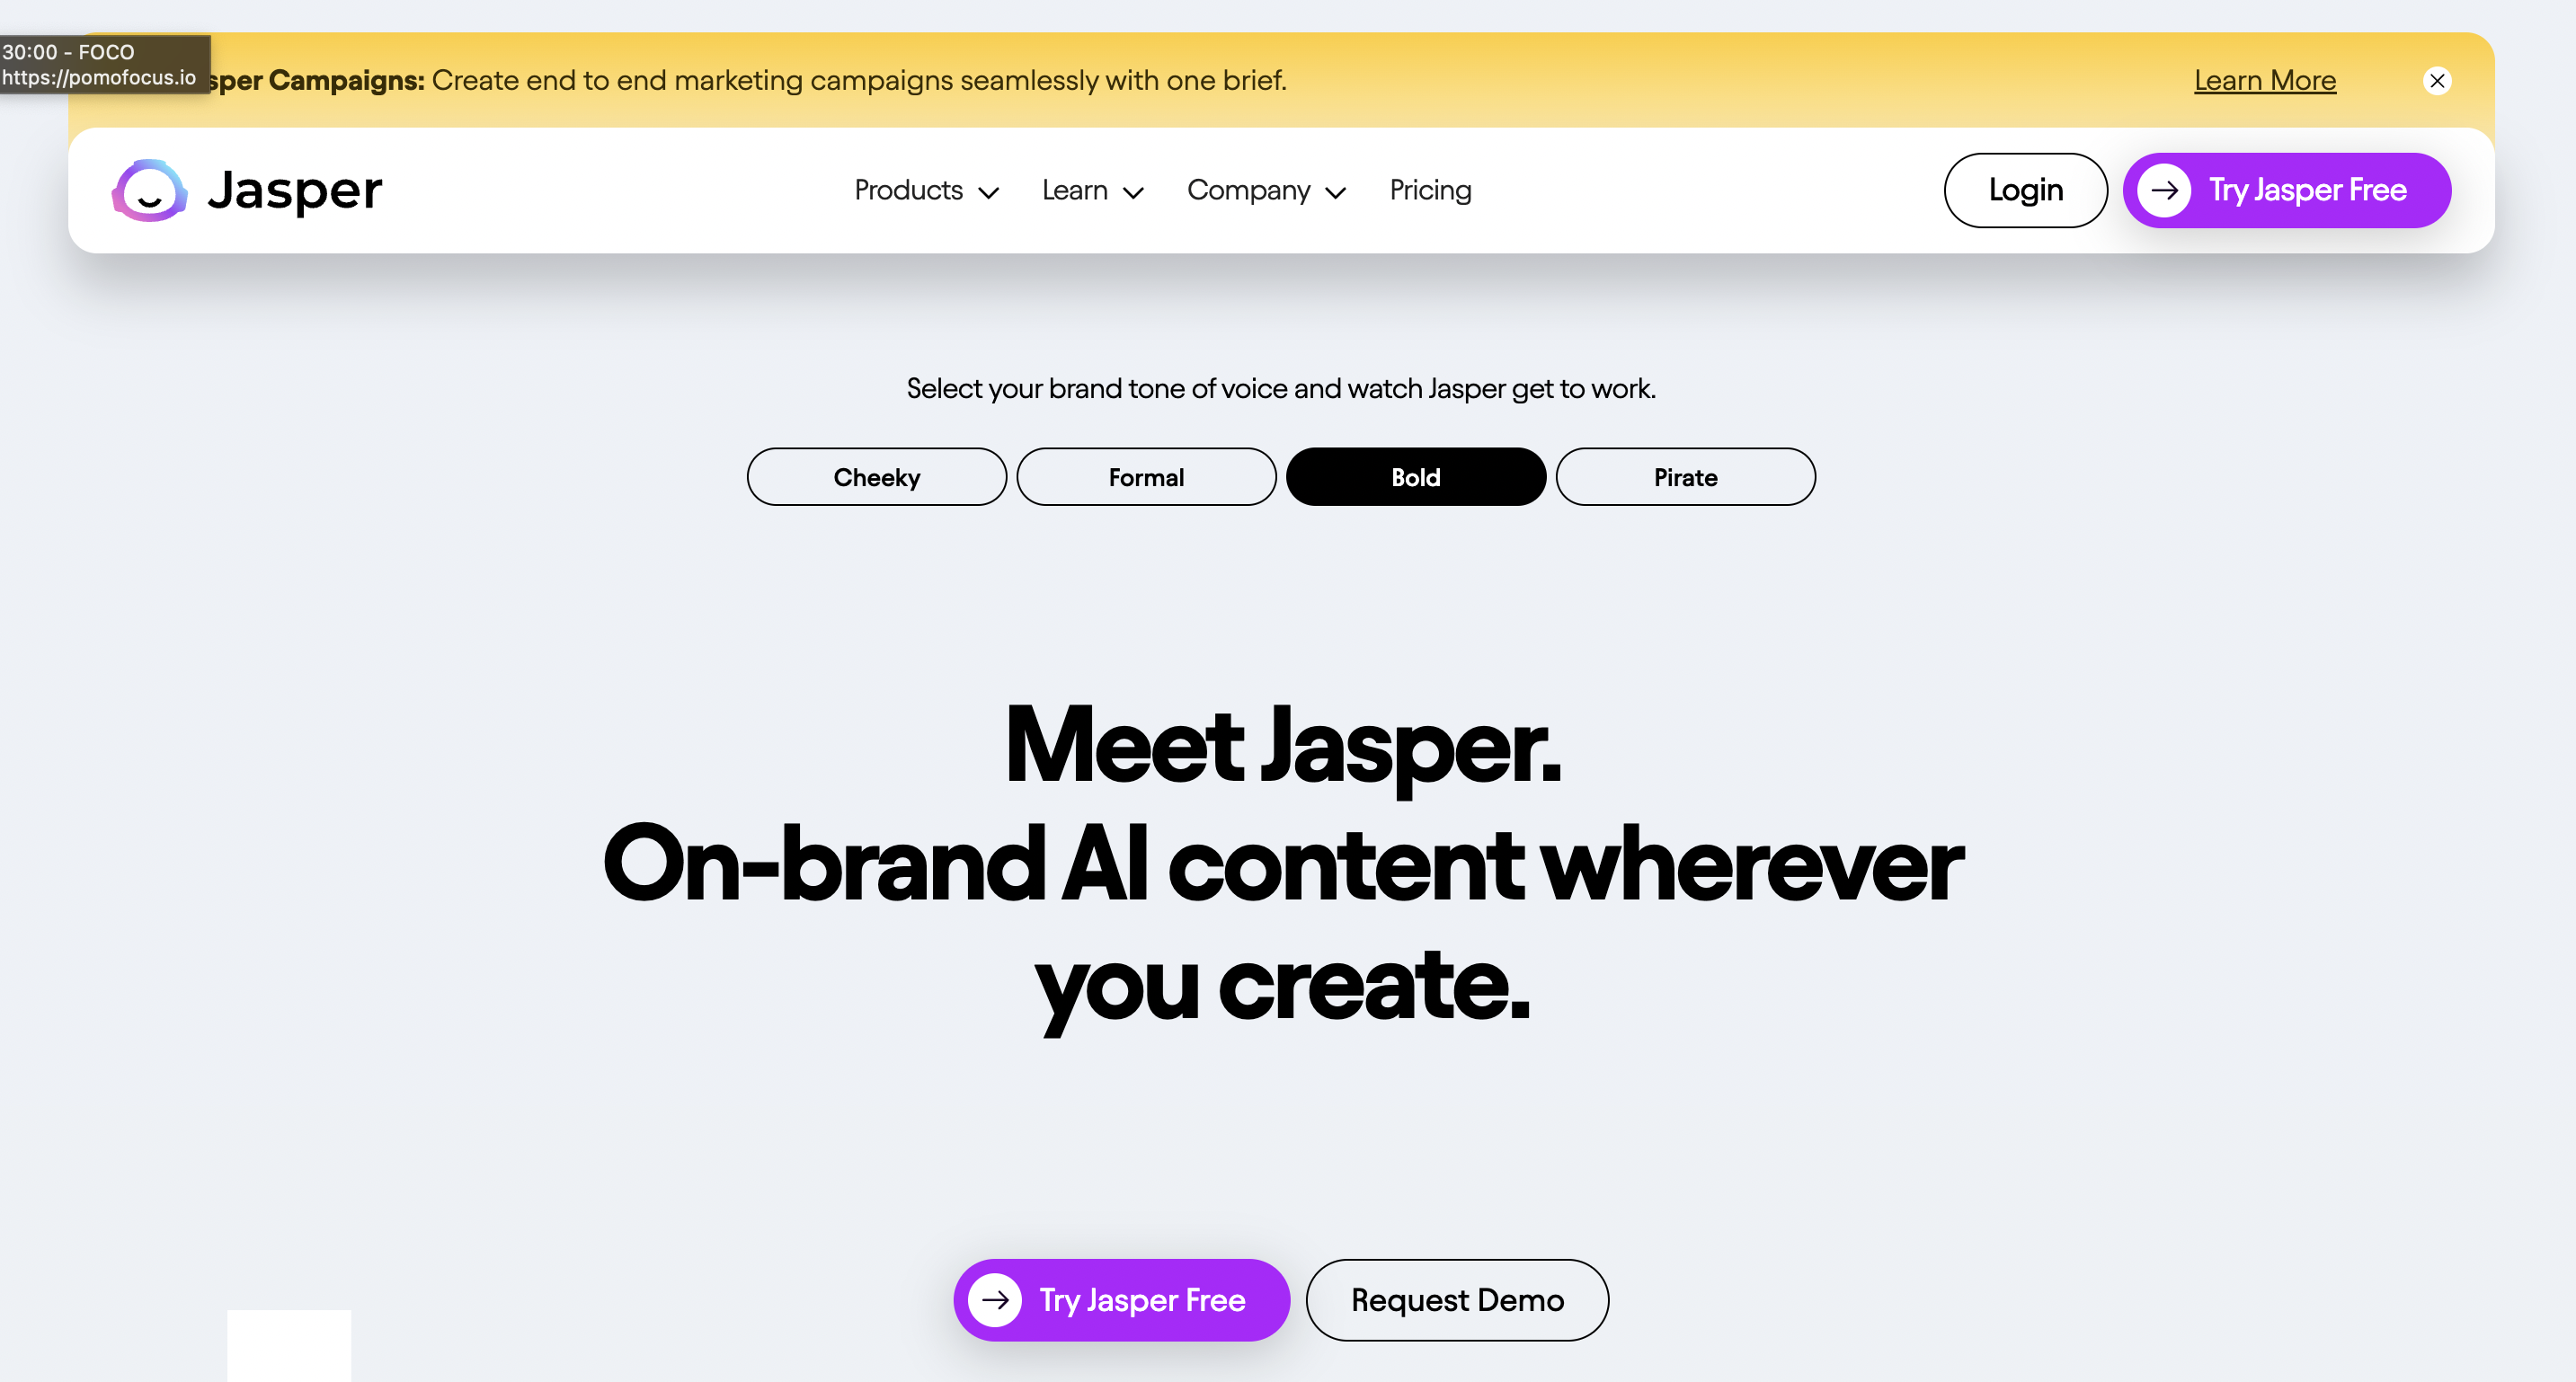 30:00 - FOCO
https://pomofocus.io
sper Campaigns: Create end to end marketing campaigns seamlessly with one brief.
Learn More
Jasper
Products
Learn
Company
Pricing
Login
Try Jasper Free
Select your brand tone of voice and watch Jasper get to work.
Cheeky
Formal
Bold
Pirate
Meet Jasper.
On-brand AI content wherever
you create.
Try Jasper Free
Request Demo